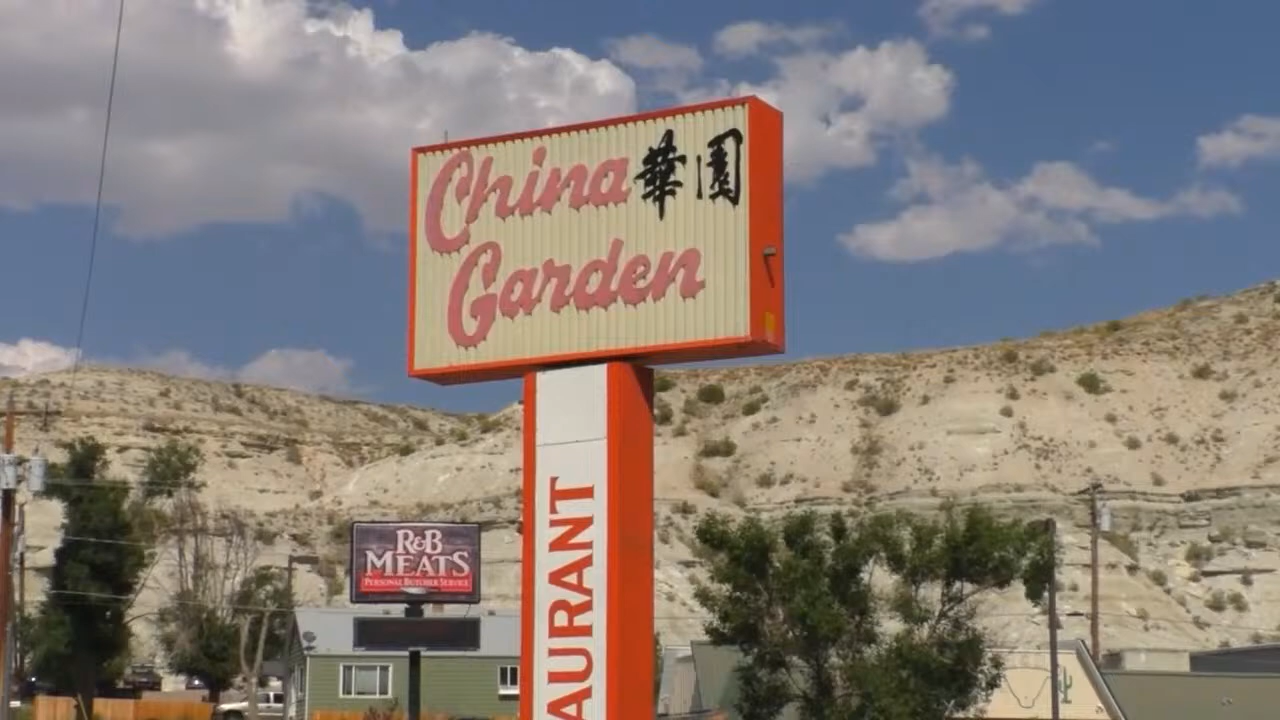 China 華園
Garden
AURANT
R&B
MEATS
PERSONAL BUTCHER SERVICE